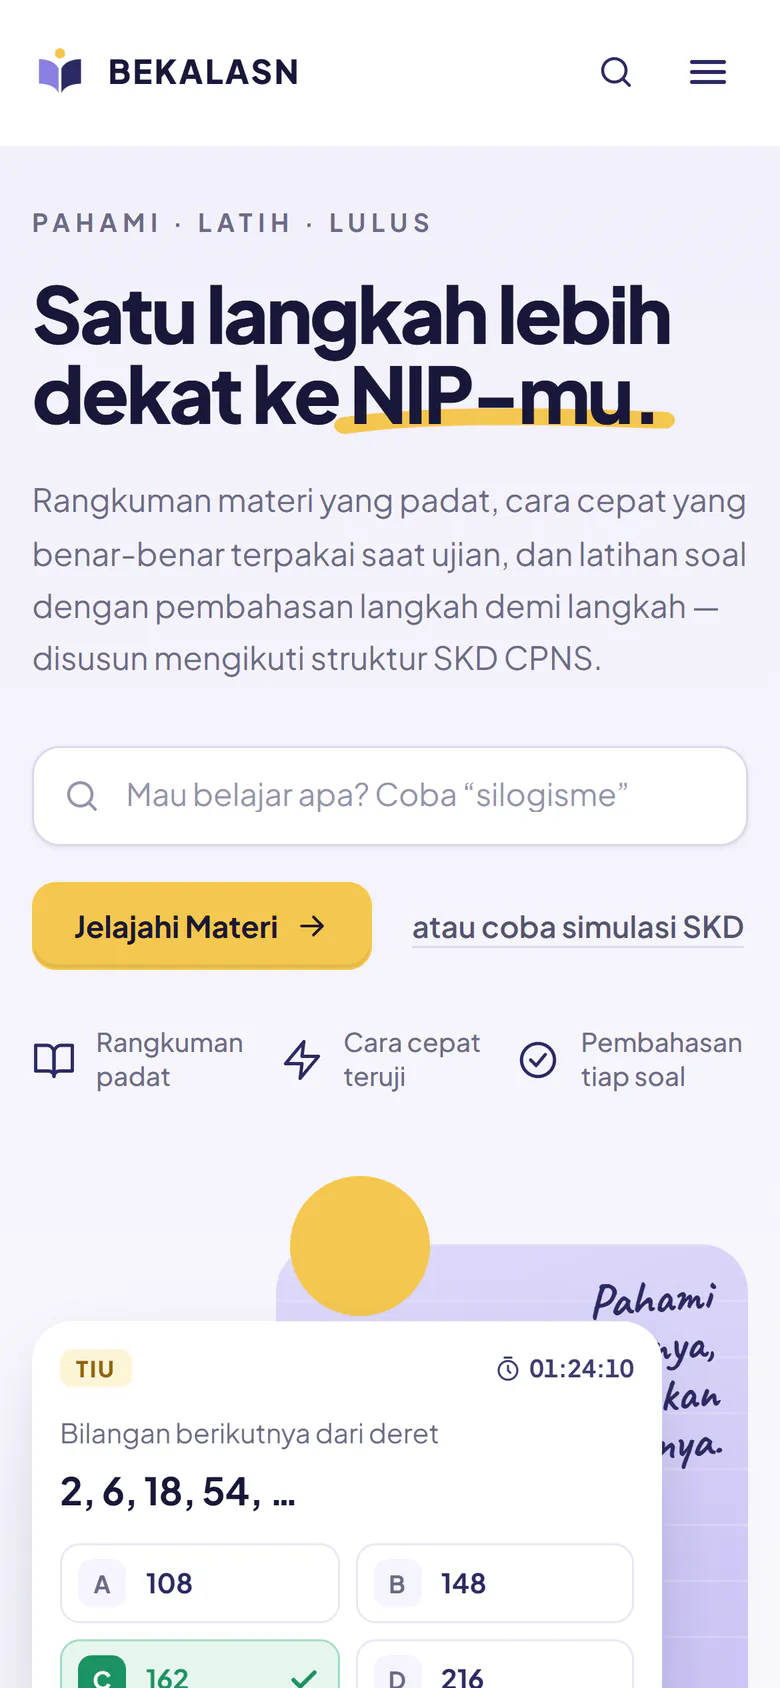 BEKALASN
PAHAMI · LATIH · LULUS
Satu langkah lebih
dekat ke NIP-mu.
Rangkuman materi yang padat, cara cepat yang
benar-benar terpakai saat ujian, dan latihan soal
dengan pembahasan langkah demi langkah —
disusun mengikuti struktur SKD CPNS.
Mau belajar apa? Coba “silogisme”
Jelajahi Materi →
atau coba simulasi SKD
Rangkuman
padat
Cara cepat
teruji
Pembahasan
tiap soal
Pahami
TIU
01:24:10
Bilangan berikutnya dari deret
2, 6, 18, 54, ...
A 108
B 148
C 162
D 216